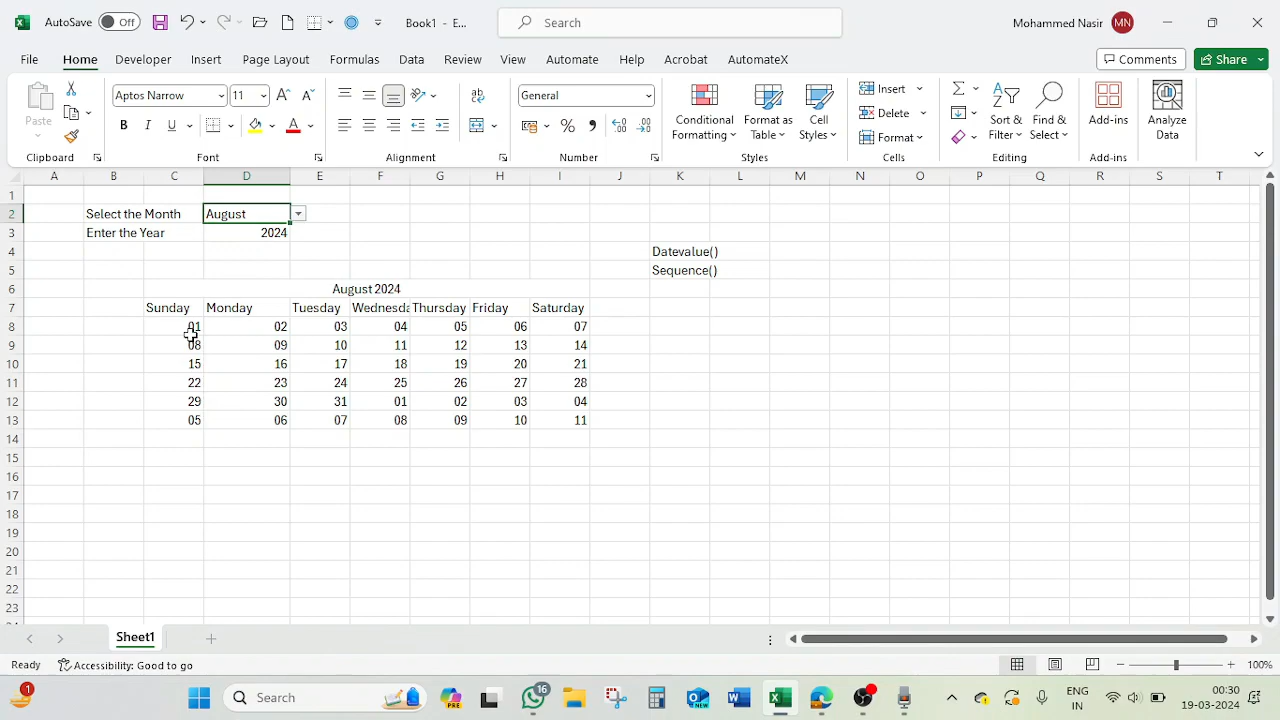 AutoSave Off Book1 - E... Search Mohammed Nasir MN
File Home Developer Insert Page Layout Formulas Data Review View Automate Help Acrobat AutomateX Comments Share
Paste Aptos Narrow 11 General Conditional Formatting Format as Table Cell Styles Insert Delete Format Sort & Filter Find & Select Add-ins Analyze Data
Clipboard Font Alignment Number Styles Cells Editing Add-ins
A B C D E F G H I J K L M N O P Q R S T
1
2 Select the Month August
3 Enter the Year 2024
4 Datevalue()
5 Sequence()
6 August 2024
7 Sunday Monday Tuesday Wednesda Thursday Friday Saturday
8 01 02 03 04 05 06 07
9 08 09 10 11 12 13 14
10 15 16 17 18 19 20 21
11 22 23 24 25 26 27 28
12 29 30 31 01 02 03 04
13 05 06 07 08 09 10 11
14
15
16
17
18
19
20
21
22
23
Sheet1
Ready Accessibility: Good to go 100%
1 Search PRE 16 NEW ENG IN 00:30 19-03-2024